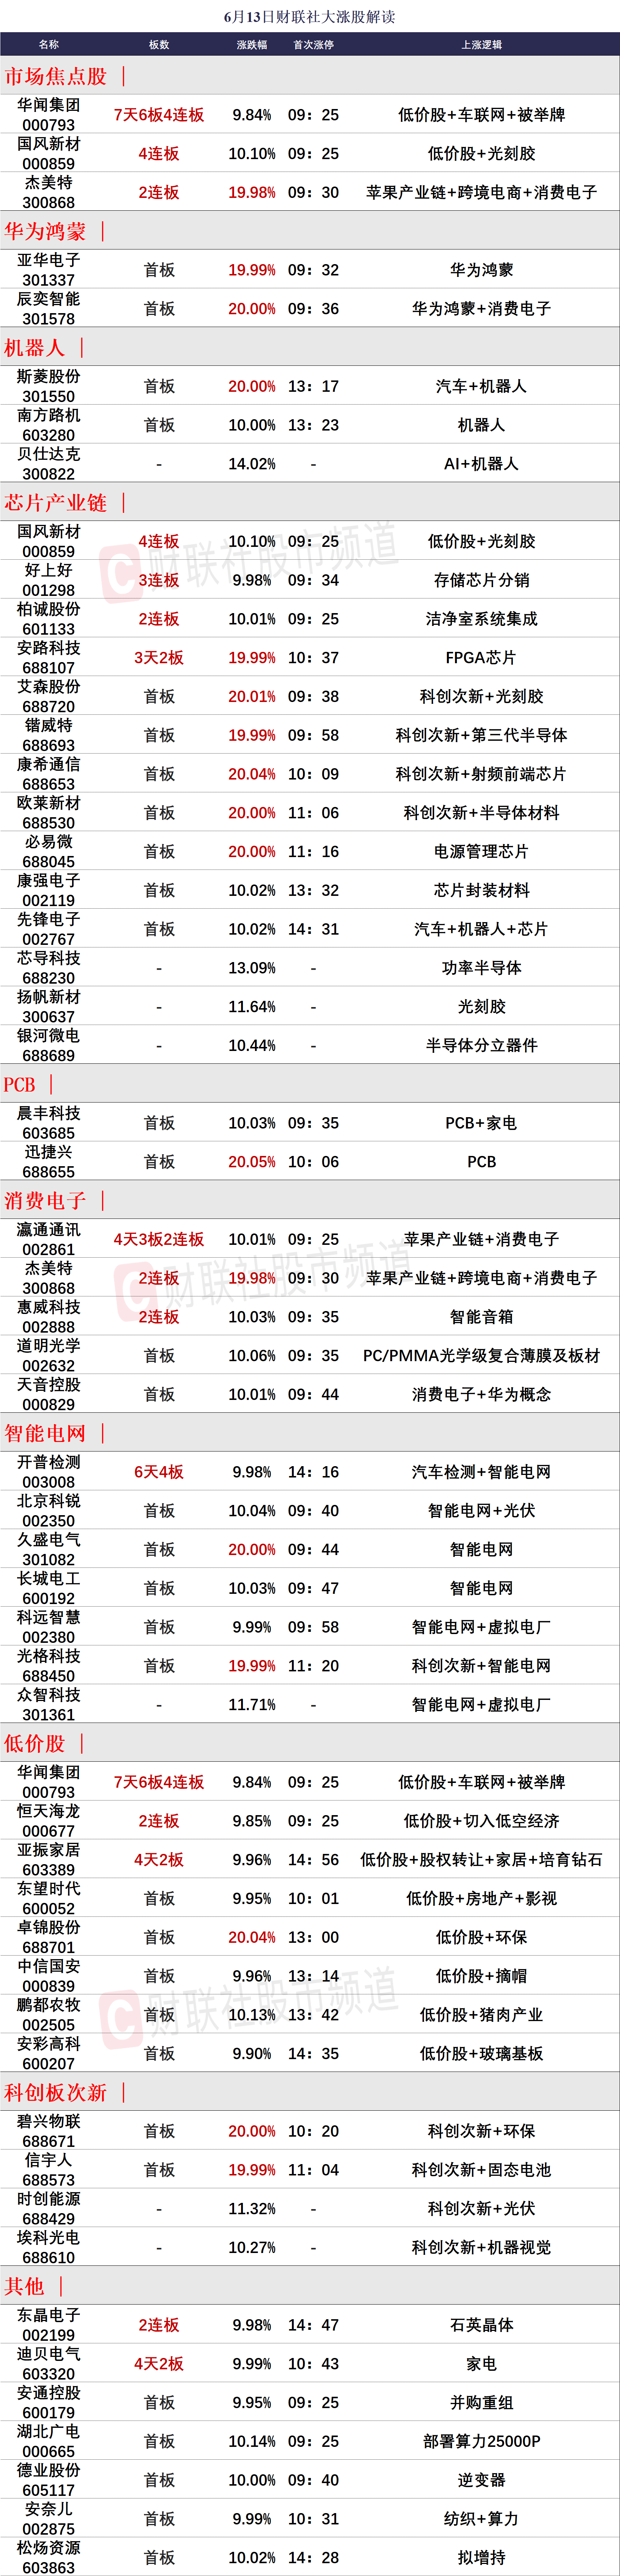 6月13日财联社大涨股解读
名称 板数 涨跌幅 首次涨停 上涨逻辑
市场焦点股 |
华闻集团 000793 7天6板4连板 9.84% 09：25 低价股+车联网+被举牌
国风新材 000859 4连板 10.10% 09：25 低价股+光刻胶
杰美特 300868 2连板 19.98% 09：30 苹果产业链+跨境电商+消费电子
华为鸿蒙 |
亚华电子 301337 首板 19.99% 09：32 华为鸿蒙
辰奕智能 301578 首板 20.00% 09：36 华为鸿蒙+消费电子
机器人 |
斯菱股份 301550 首板 20.00% 13：17 汽车+机器人
南方路机 603280 首板 10.00% 13：23 机器人
贝仕达克 300822 - 14.02% - AI+机器人
芯片产业链 |
国风新材 000859 4连板 10.10% 09：25 低价股+光刻胶
好上好 001298 3连板 9.98% 09：34 存储芯片分销
柏诚股份 601133 2连板 10.01% 09：25 洁净室系统集成
安路科技 688107 3天2板 19.99% 10：37 FPGA芯片
艾森股份 688720 首板 20.01% 09：38 科创次新+光刻胶
锴威特 688693 首板 19.99% 09：58 科创次新+第三代半导体
康希通信 688653 首板 20.04% 10：09 科创次新+射频前端芯片
欧莱新材 688530 首板 20.00% 11：06 科创次新+半导体材料
必易微 688045 首板 20.00% 11：16 电源管理芯片
康强电子 002119 首板 10.02% 13：32 芯片封装材料
先锋电子 002767 首板 10.02% 14：31 汽车+机器人+芯片
芯导科技 688230 - 13.09% - 功率半导体
扬帆新材 300637 - 11.64% - 光刻胶
银河微电 688689 - 10.44% - 半导体分立器件
PCB |
晨丰科技 603685 首板 10.03% 09：35 PCB+家电
迅捷兴 688655 首板 20.05% 10：06 PCB
消费电子 |
瀛通通讯 002861 4天3板2连板 10.01% 09：25 苹果产业链+消费电子
杰美特 300868 2连板 19.98% 09：30 苹果产业链+跨境电商+消费电子
惠威科技 002888 2连板 10.03% 09：35 智能音箱
道明光学 002632 首板 10.06% 09：35 PC/PMMA光学级复合薄膜及板材
天音控股 000829 首板 10.01% 09：44 消费电子+华为概念
智能电网 |
开普检测 003008 6天4板 9.98% 14：16 汽车检测+智能电网
北京科锐 002350 首板 10.04% 09：40 智能电网+光伏
久盛电气 301082 首板 20.00% 09：44 智能电网
长城电工 600192 首板 10.03% 09：47 智能电网
科远智慧 002380 首板 9.99% 09：58 智能电网+虚拟电厂
光格科技 688450 首板 19.99% 11：20 科创次新+智能电网
众智科技 301361 - 11.71% - 智能电网+虚拟电厂
低价股 |
华闻集团 000793 7天6板4连板 9.84% 09：25 低价股+车联网+被举牌
恒天海龙 000677 2连板 9.85% 09：25 低价股+切入低空经济
亚振家居 603389 4天2板 9.96% 14：56 低价股+股权转让+家居+培育钻石
东望时代 600052 首板 9.95% 10：01 低价股+房地产+影视
卓锦股份 688701 首板 20.04% 13：00 低价股+环保
中信国安 000839 首板 9.96% 13：14 低价股+摘帽
鹏都农牧 002505 首板 10.13% 13：42 低价股+猪肉产业
安彩高科 600207 首板 9.90% 14：35 低价股+玻璃基板
科创板次新 |
碧兴物联 688671 首板 20.00% 10：20 科创次新+环保
信宇人 688573 首板 19.99% 11：04 科创次新+固态电池
时创能源 688429 - 11.32% - 科创次新+光伏
埃科光电 688610 - 10.27% - 科创次新+机器视觉
其他 |
东晶电子 002199 2连板 9.98% 14：47 石英晶体
迪贝电气 603320 4天2板 9.99% 10：43 家电
安通控股 600179 首板 9.95% 09：25 并购重组
湖北广电 000665 首板 10.14% 09：25 部署算力25000P
德业股份 605117 首板 10.00% 09：40 逆变器
安奈儿 002875 首板 9.99% 10：31 纺织+算力
松炀资源 603863 首板 10.02% 14：28 拟增持
财联社股市频道
财联社股市频道
财联社股市频道